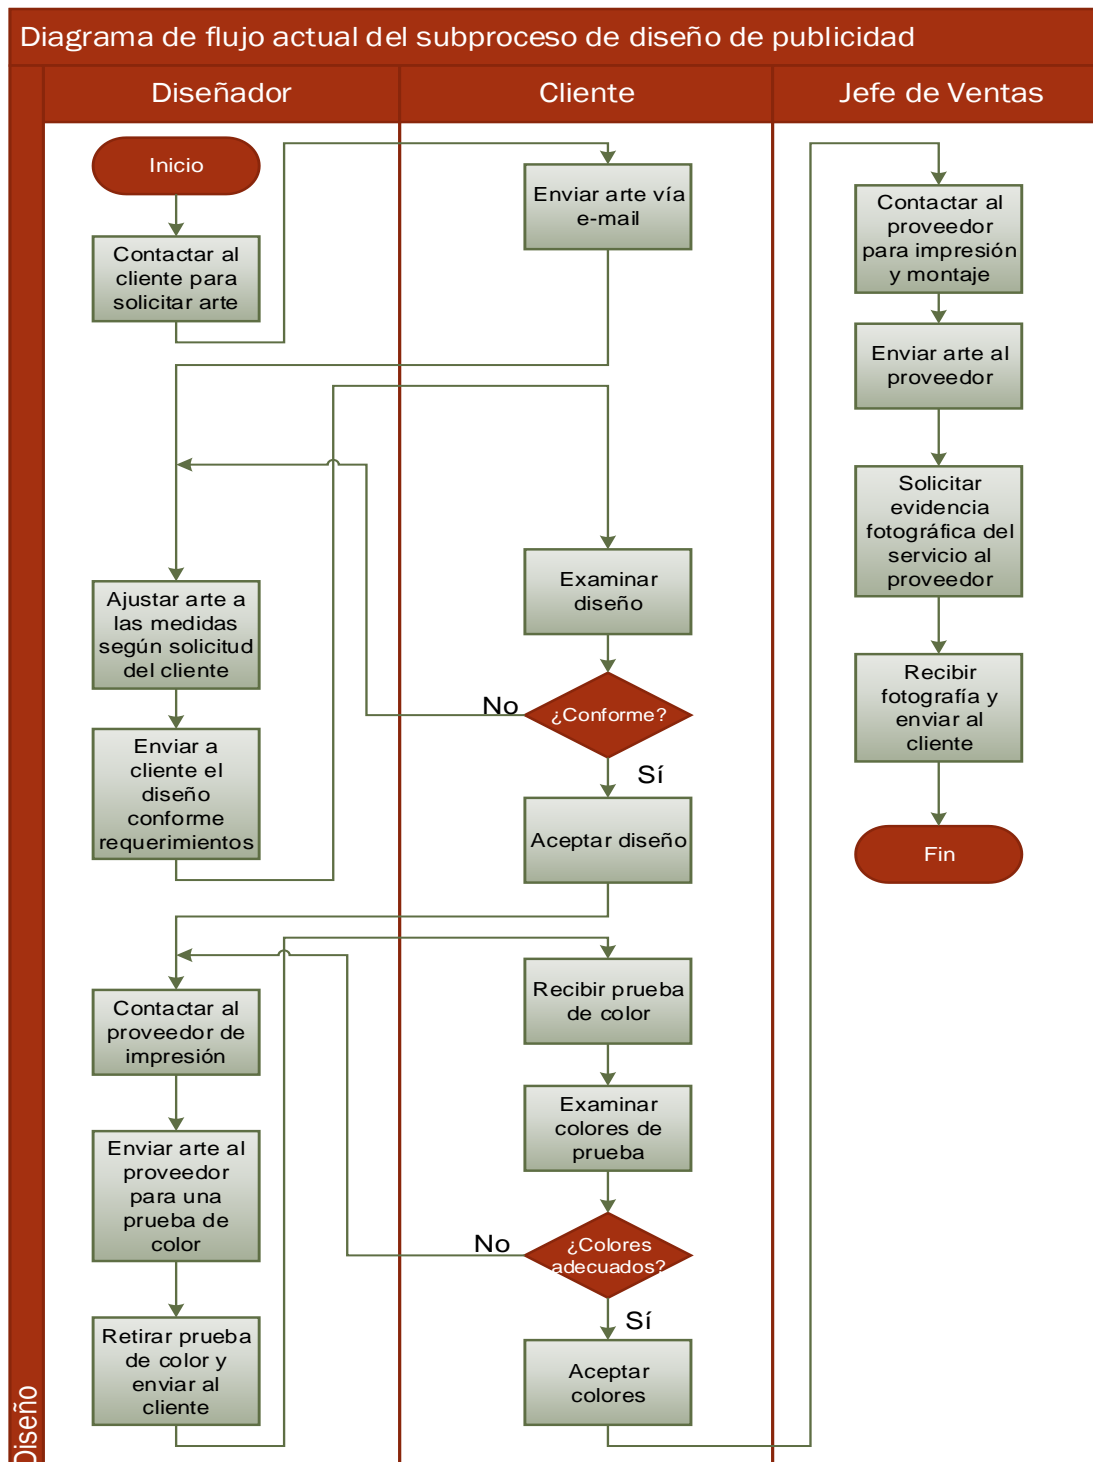 Diagrama de flujo actual del subproceso de diseño de publicidad
Diseñador
Cliente
Jefe de Ventas
Inicio
Contactar al
cliente para
solicitar arte
Enviar arte vía
e-mail
Ajustar arte a
las medidas
según solicitud
del cliente
Enviar a
cliente el
diseño
conforme
requerimientos
Examinar
diseño
¿Conforme?
No
Sí
Aceptar diseño
Contactar al
proveedor de
impresión
Enviar arte al
proveedor
para una
prueba de
color
Retirar prueba
de color y
enviar al
cliente
Recibir prueba
de color
Examinar
colores de
prueba
¿Colores
adecuados?
No
Sí
Aceptar
colores
Contactar al
proveedor
para impresión
y montaje
Enviar arte al
proveedor
Solicitar
evidencia
fotográfica del
servicio al
proveedor
Recibir
fotografía y
enviar al
cliente
Fin
Diseño